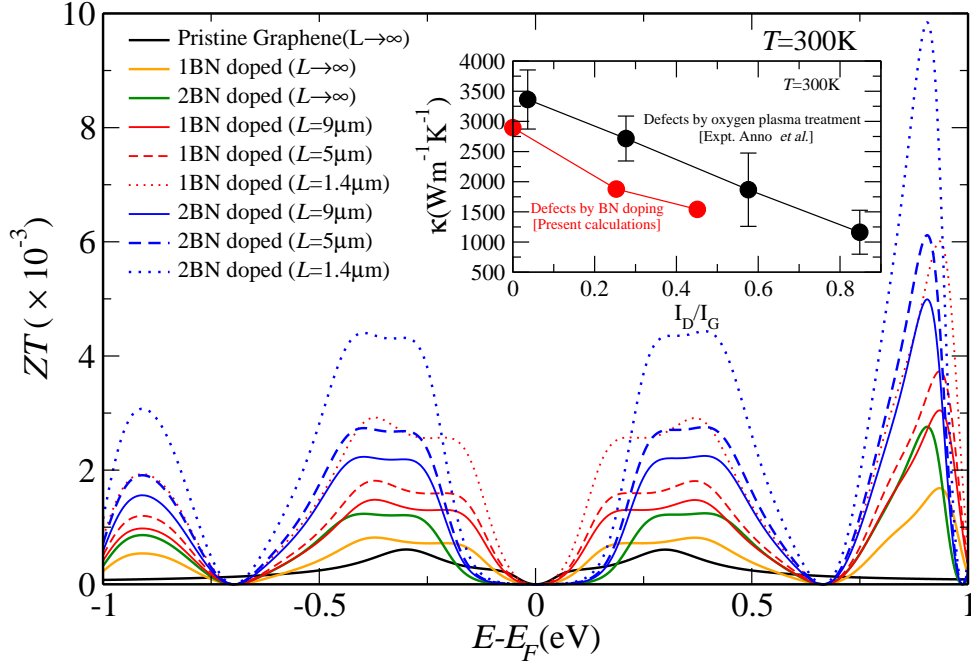 10
8
6
4
2
0
ZT ( × 10⁻³)
-1
-0.5
0
0.5
1
E-E_F(eV)
T=300K
Pristine Graphene(L→∞)
1BN doped (L→∞)
2BN doped (L→∞)
1BN doped (L=9μm)
1BN doped (L=5μm)
1BN doped (L=1.4μm)
2BN doped (L=9μm)
2BN doped (L=5μm)
2BN doped (L=1.4μm)
4000
3500
3000
2500
2000
1500
1000
500
κ(Wm⁻¹K⁻¹)
T=300K
Defects by oxygen plasma treatment
[Expt. Anno et al.]
Defects by BN doping
[Present calculations]
0
0.2
0.4
0.6
0.8
I_D/I_G